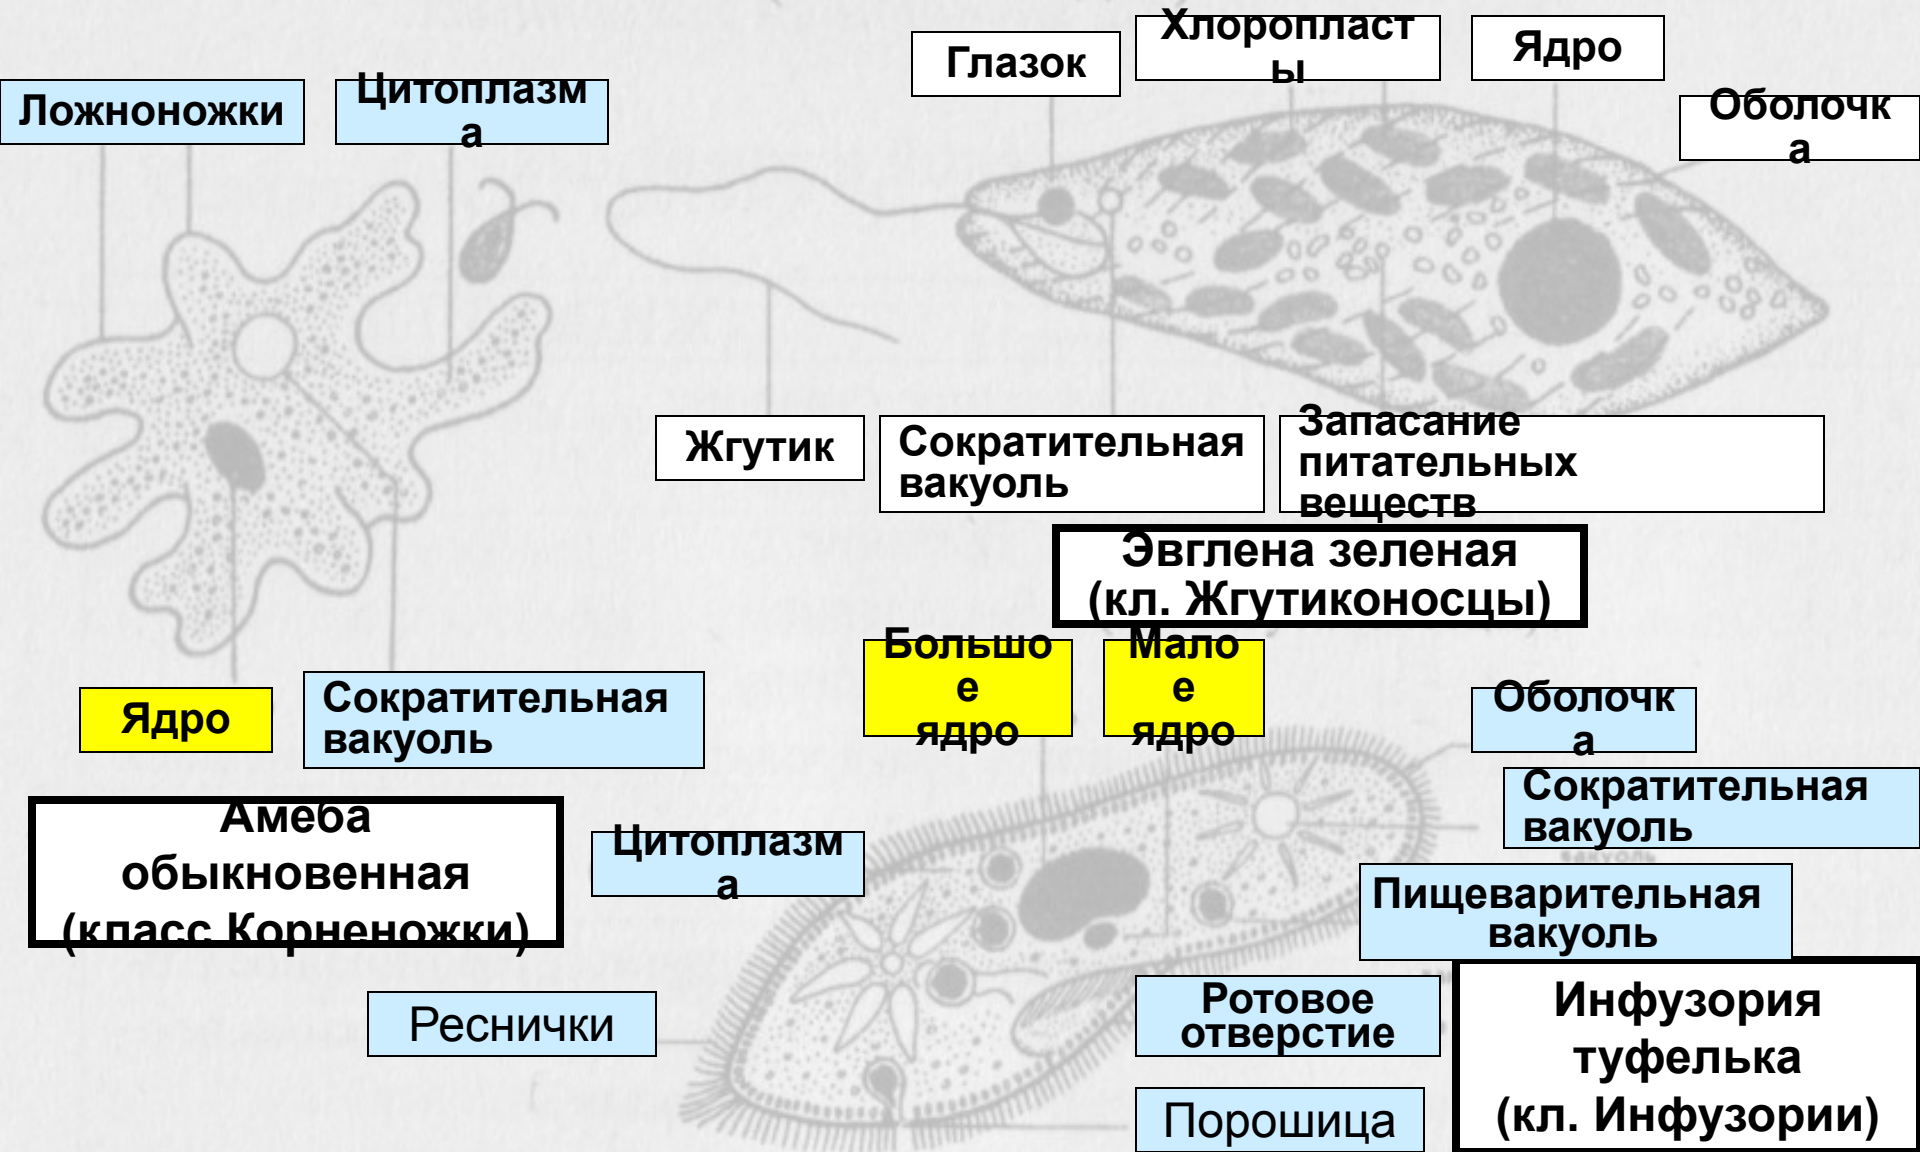 Глазок
Хлоропласт
ы
Ядро
Оболочк
а
Ложноножки
Цитоплазм
а
Жгутик
Сократительная
вакуоль
Запасание
питательных
веществ
Эвглена зеленая
(кл. Жгутиконосцы)
Ядро
Сократительная
вакуоль
Амеба
обыкновенная
(класс Корненожки)
Большо
е
ядро
Мало
е
ядро
Оболочк
а
Сократительная
вакуоль
вакуоль
Цитоплазм
а
Пищеварительная
вакуоль
Реснички
Ротовое
отверстие
Порошица
Инфузория
туфелька
(кл. Инфузории)